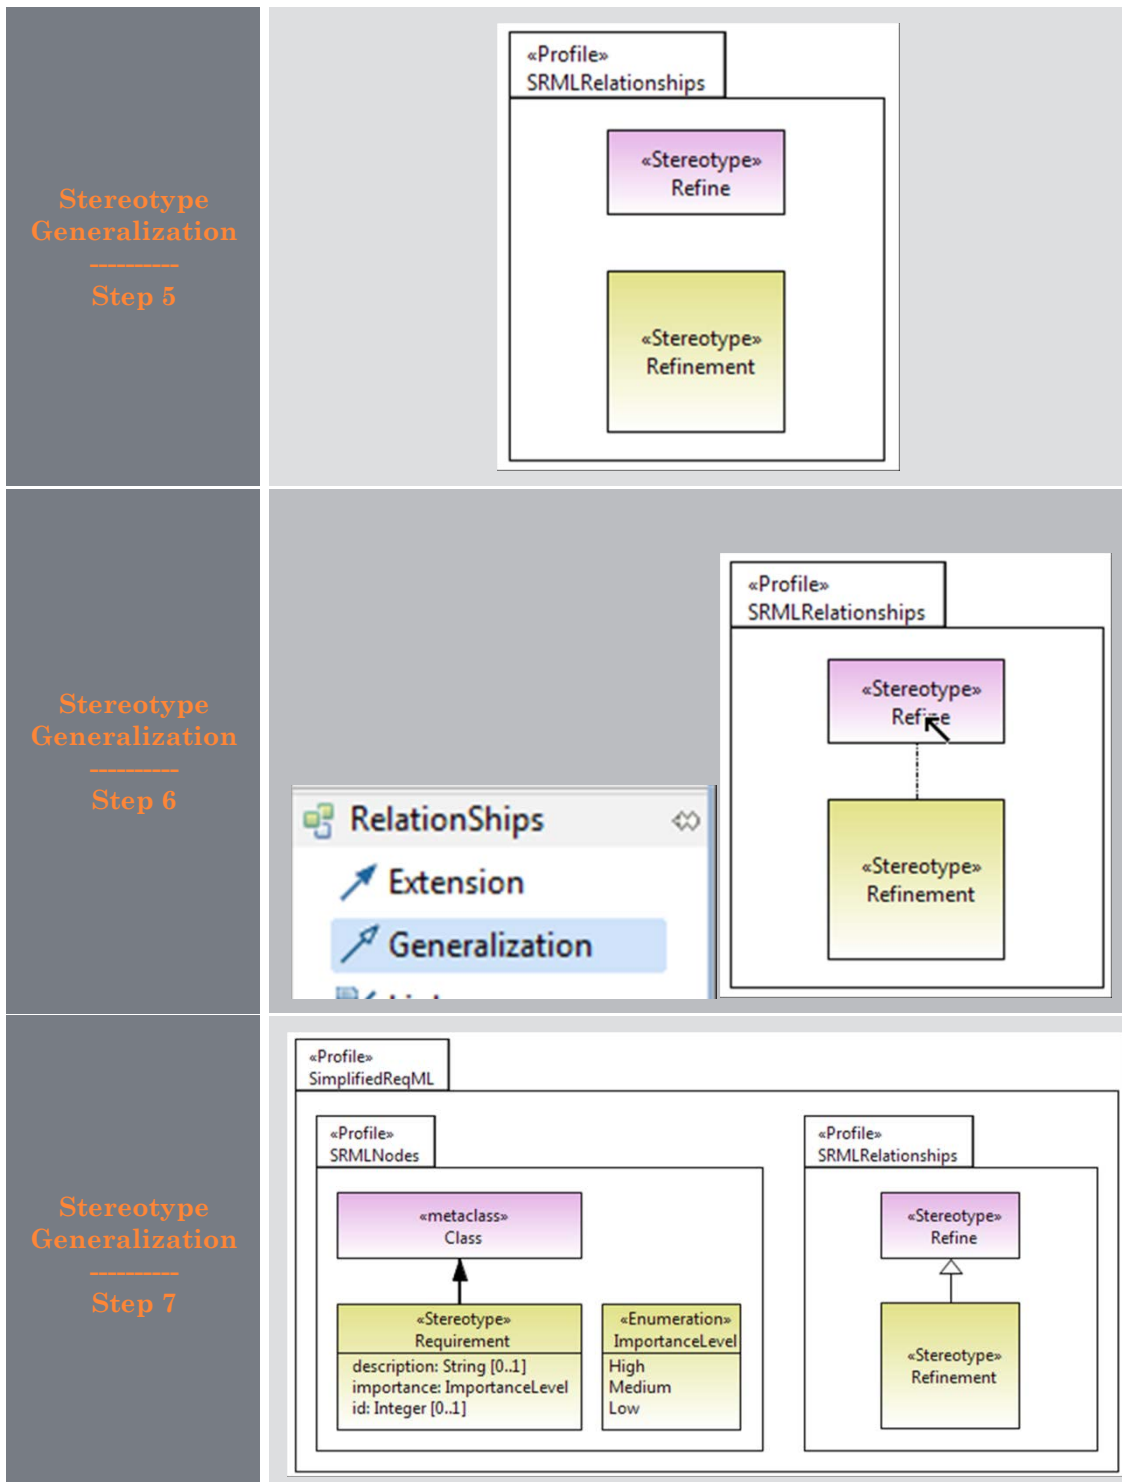 Stereotype
Generalization
----------
Step 5
«Profile»
SRMLRelationships
«Stereotype»
Refine
«Stereotype»
Refinement
Stereotype
Generalization
----------
Step 6
RelationShips
Extension
Generalization
«Profile»
SRMLRelationships
«Stereotype»
Refine
«Stereotype»
Refinement
Stereotype
Generalization
----------
Step 7
«Profile»
SimplifiedReqML
«Profile»
SRMLNodes
«metaclass»
Class
«Stereotype»
Requirement
description: String [0..1]
importance: ImportanceLevel
id: Integer [0..1]
«Enumeration»
ImportanceLevel
High
Medium
Low
«Profile»
SRMLRelationships
«Stereotype»
Refine
«Stereotype»
Refinement